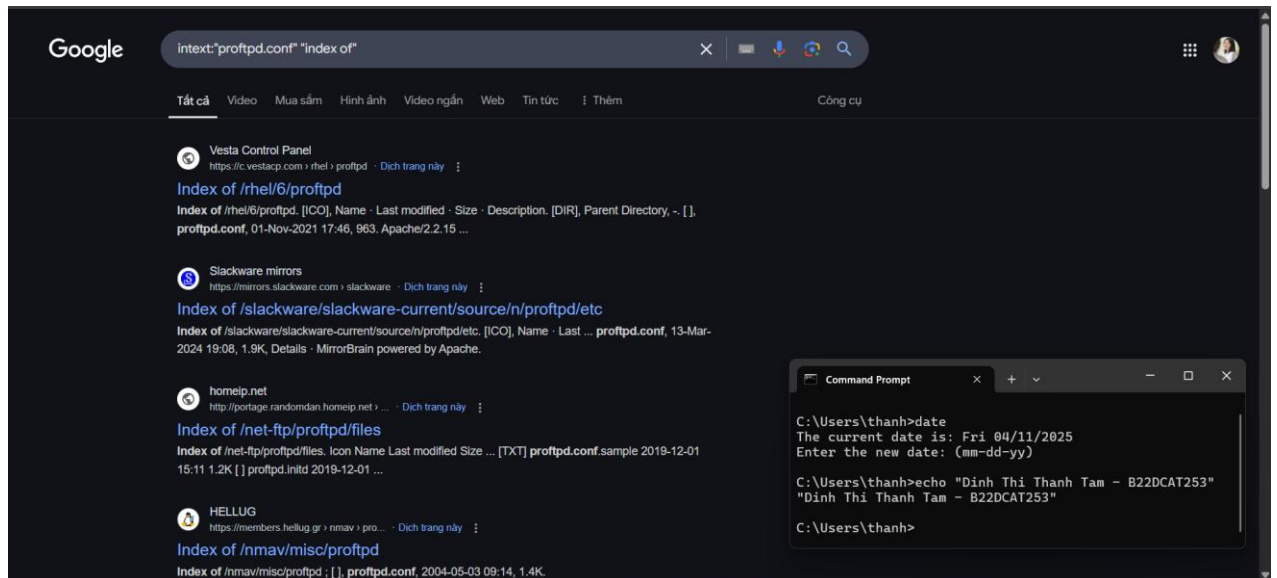 Google
intext:"proftpd.conf" "index of"
Tất cả Video Mua sắm Hình ảnh Video ngắn Web Tin tức ⋮ Thêm Công cụ
Vesta Control Panel
https://c.vestacp.com › rhel › proftpd · Dịch trang này
Index of /rhel/6/proftpd
Index of /rhel/6/proftpd. [ICO], Name · Last modified · Size · Description. [DIR], Parent Directory, -. [ ],
proftpd.conf, 01-Nov-2021 17:46, 963. Apache/2.2.15 ...
Slackware mirrors
https://mirrors.slackware.com › slackware · Dịch trang này
Index of /slackware/slackware-current/source/n/proftpd/etc
Index of /slackware/slackware-current/source/n/proftpd/etc. [ICO], Name · Last ... proftpd.conf, 13-Mar-
2024 19:08, 1.9K, Details · MirrorBrain powered by Apache.
homeip.net
http://portage.randomdan.homeip.net › ... · Dịch trang này
Index of /net-ftp/proftpd/files
Index of /net-ftp/proftpd/files. Icon Name Last modified Size ... [TXT] proftpd.conf.sample 2019-12-01
15:11 1.2K [ ] proftpd.initd 2019-12-01 ...
HELLUG
https://members.hellug.gr › nmav › pro... · Dịch trang này
Index of /nmav/misc/proftpd
Index of /nmav/misc/proftpd ; [ ], proftpd.conf, 2004-05-03 09:14, 1.4K.
Command Prompt
C:\Users\thanh>date
The current date is: Fri 04/11/2025
Enter the new date: (mm-dd-yy)
C:\Users\thanh>echo "Dinh Thi Thanh Tam - B22DCAT253"
"Dinh Thi Thanh Tam - B22DCAT253"
C:\Users\thanh>